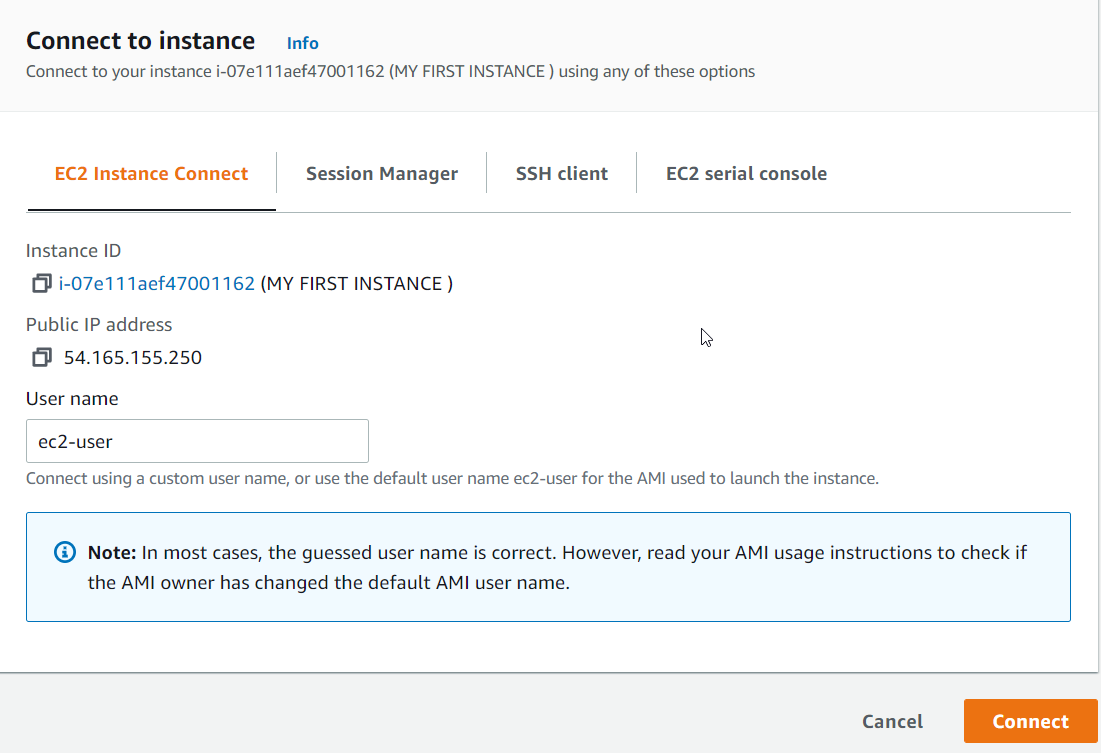 Connect to instance Info
Connect to your instance i-07e111aef47001162 (MY FIRST INSTANCE ) using any of these options
EC2 Instance Connect Session Manager SSH client EC2 serial console
Instance ID
i-07e111aef47001162 (MY FIRST INSTANCE )
Public IP address
54.165.155.250
User name
ec2-user
Connect using a custom user name, or use the default user name ec2-user for the AMI used to launch the instance.
Note: In most cases, the guessed user name is correct. However, read your AMI usage instructions to check if
the AMI owner has changed the default AMI user name.
Cancel Connect